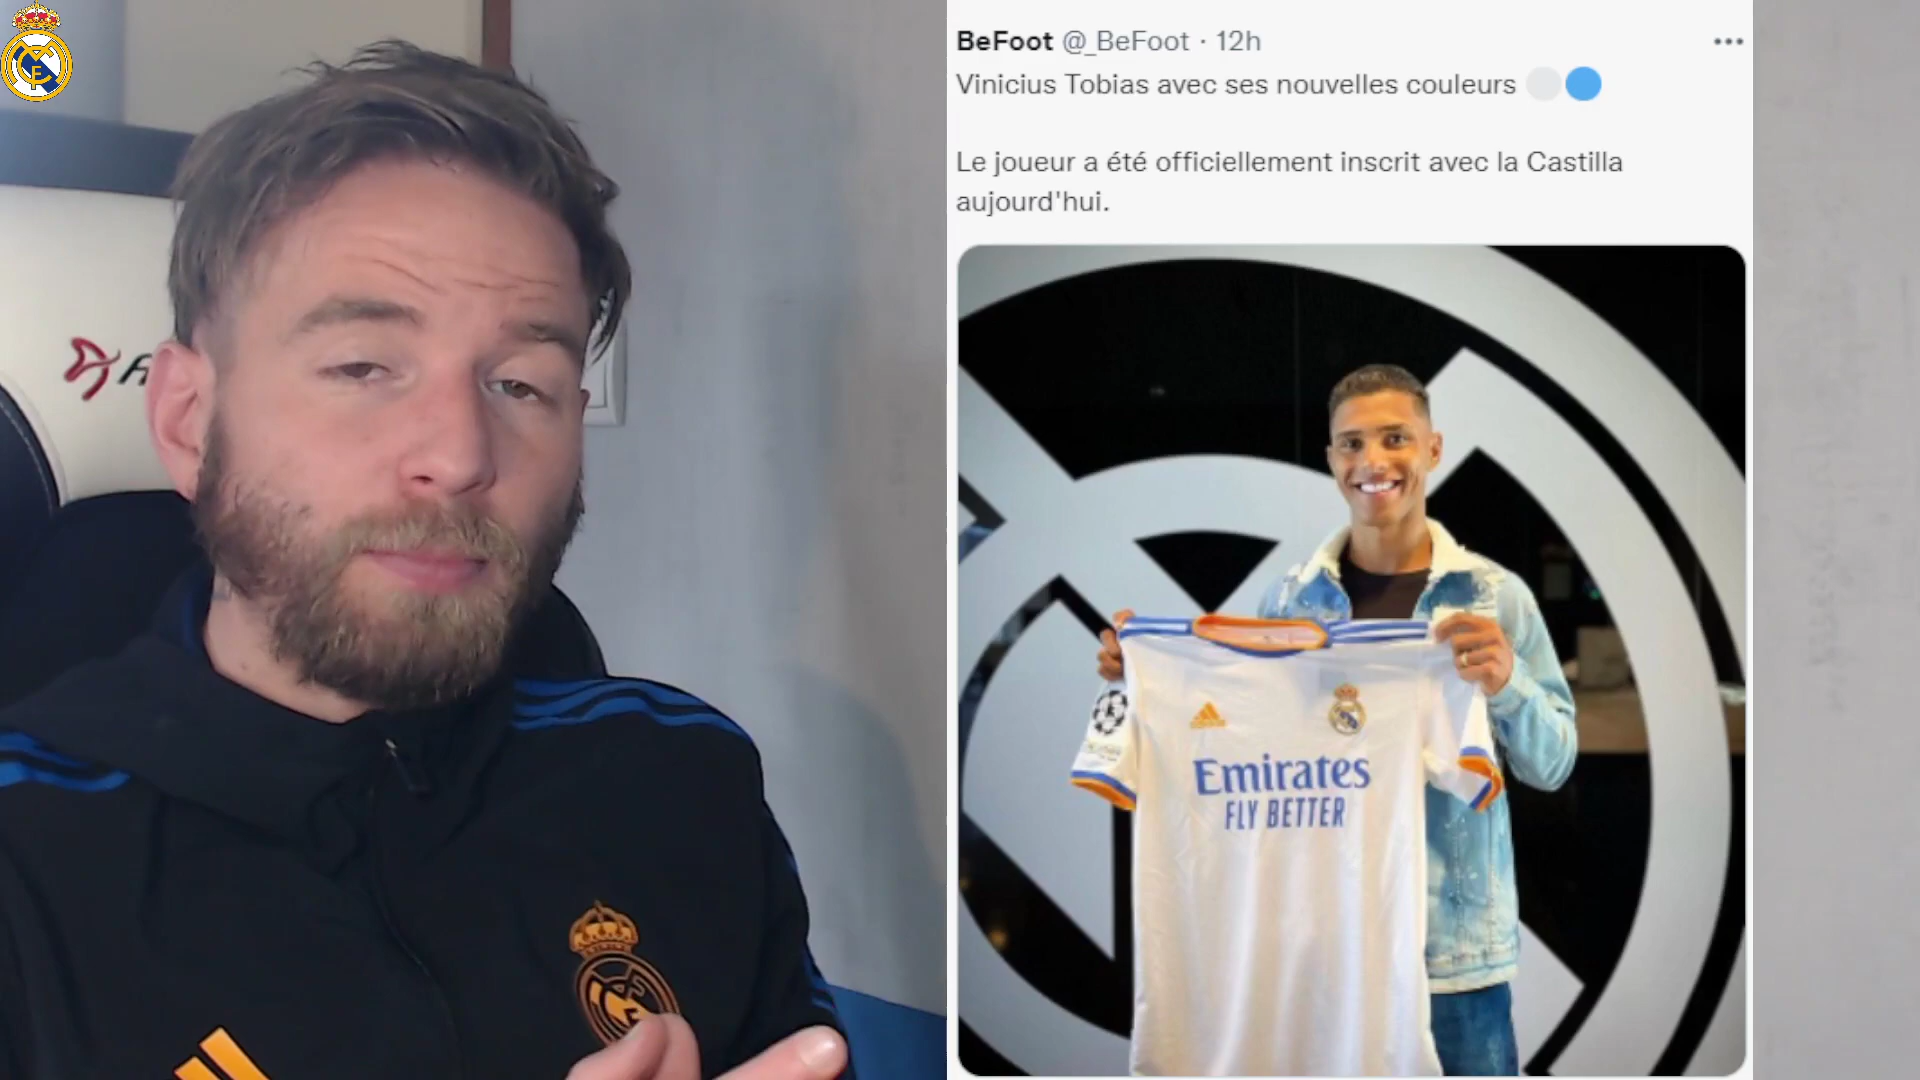 BeFoot @_BeFoot · 12h
Vinicius Tobias avec ses nouvelles couleurs
Le joueur a été officiellement inscrit avec la Castilla
aujourd'hui.
Emirates
FLY BETTER